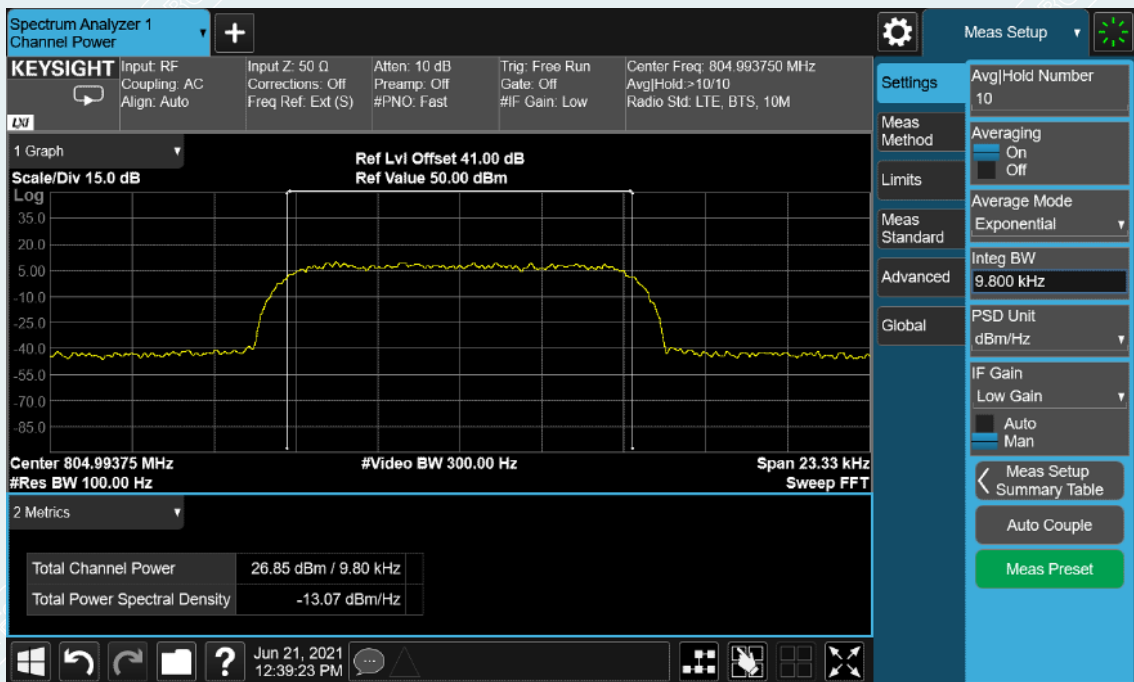 Spectrum Analyzer 1
Channel Power
+
Meas Setup
KEYSIGHT
LXI
Input: RF
Coupling: AC
Align: Auto
Input Z: 50 Ω
Corrections: Off
Freq Ref: Ext (S)
Atten: 10 dB
Preamp: Off
#PNO: Fast
Trig: Free Run
Gate: Off
#IF Gain: Low
Center Freq: 804.993750 MHz
Avg|Hold:>10/10
Radio Std: LTE, BTS, 10M
1 Graph
Scale/Div 15.0 dB
Ref Lvl Offset 41.00 dB
Ref Value 50.00 dBm
Log
35.0
20.0
5.00
-10.0
-25.0
-40.0
-55.0
-70.0
-85.0
Center 804.99375 MHz
#Res BW 100.00 Hz
#Video BW 300.00 Hz
Span 23.33 kHz
Sweep FFT
2 Metrics
Total Channel Power 26.85 dBm / 9.80 kHz
Total Power Spectral Density -13.07 dBm/Hz
Settings
Meas
Method
Limits
Meas
Standard
Advanced
Global
Avg|Hold Number
10
Averaging
On
Off
Average Mode
Exponential
Integ BW
9.800 kHz
PSD Unit
dBm/Hz
IF Gain
Low Gain
Auto
Man
Meas Setup
Summary Table
Auto Couple
Meas Preset
?
Jun 21, 2021
12:39:23 PM